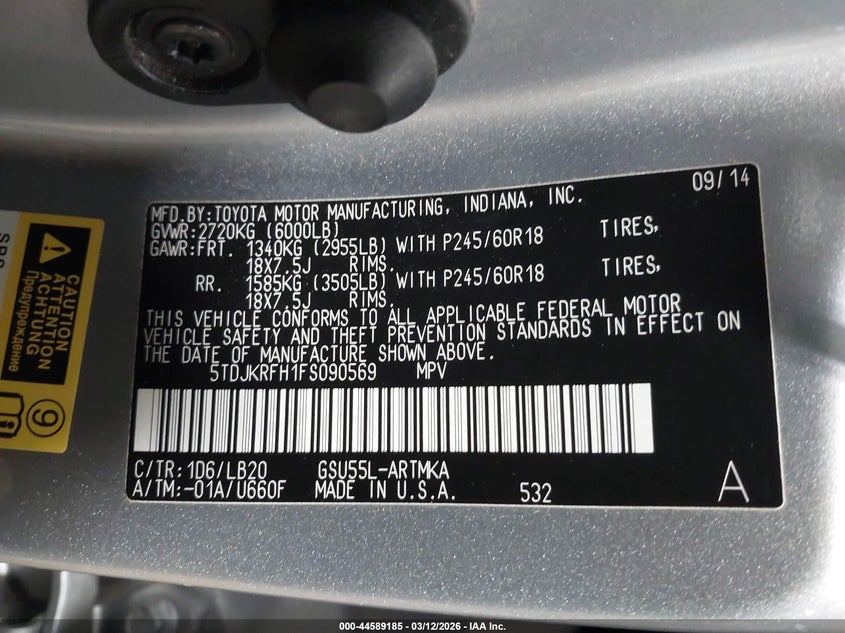 09/14
MFD.BY:TOYOTA MOTOR MANUFACTURING, INDIANA, INC.
GVWR:2720KG (6000LB)
GAWR:FRT. 1340KG (2955LB) WITH P245/60R18 TIRES,
18X7.5J RIMS.
RR. 1585KG (3505LB) WITH P245/60R18 TIRES,
18X7.5J RIMS.
THIS VEHICLE CONFORMS TO ALL APPLICABLE FEDERAL MOTOR
VEHICLE SAFETY AND THEFT PREVENTION STANDARDS IN EFFECT ON
THE DATE OF MANUFACTURE SHOWN ABOVE.
5TDJKRFH1FS090569 MPV
C/TR:1D6/LB20 GSU55L-ARTMKA
A/TM:-01A/U660F MADE IN U.S.A. 532 A
CAUTION
ATTENTION
ACHTUNG
Предупреждение
9
SRS
000-44589185 - 03/12/2026 - IAA Inc.